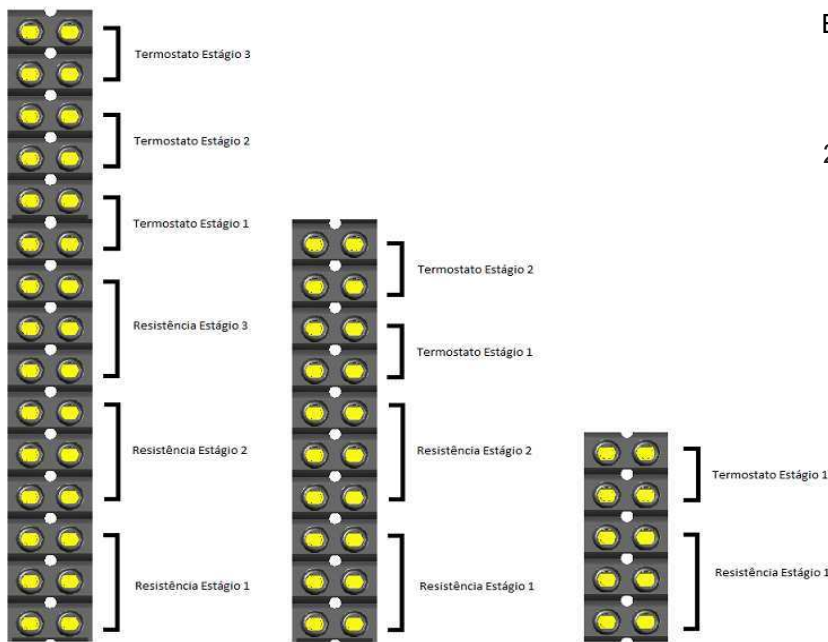 Termostato Estágio 3
Termostato Estágio 2
Termostato Estágio 1
Resistência Estágio 3
Resistência Estágio 2
Resistência Estágio 1
Termostato Estágio 2
Termostato Estágio 1
Resistência Estágio 2
Resistência Estágio 1
Termostato Estágio 1
Resistência Estágio 1